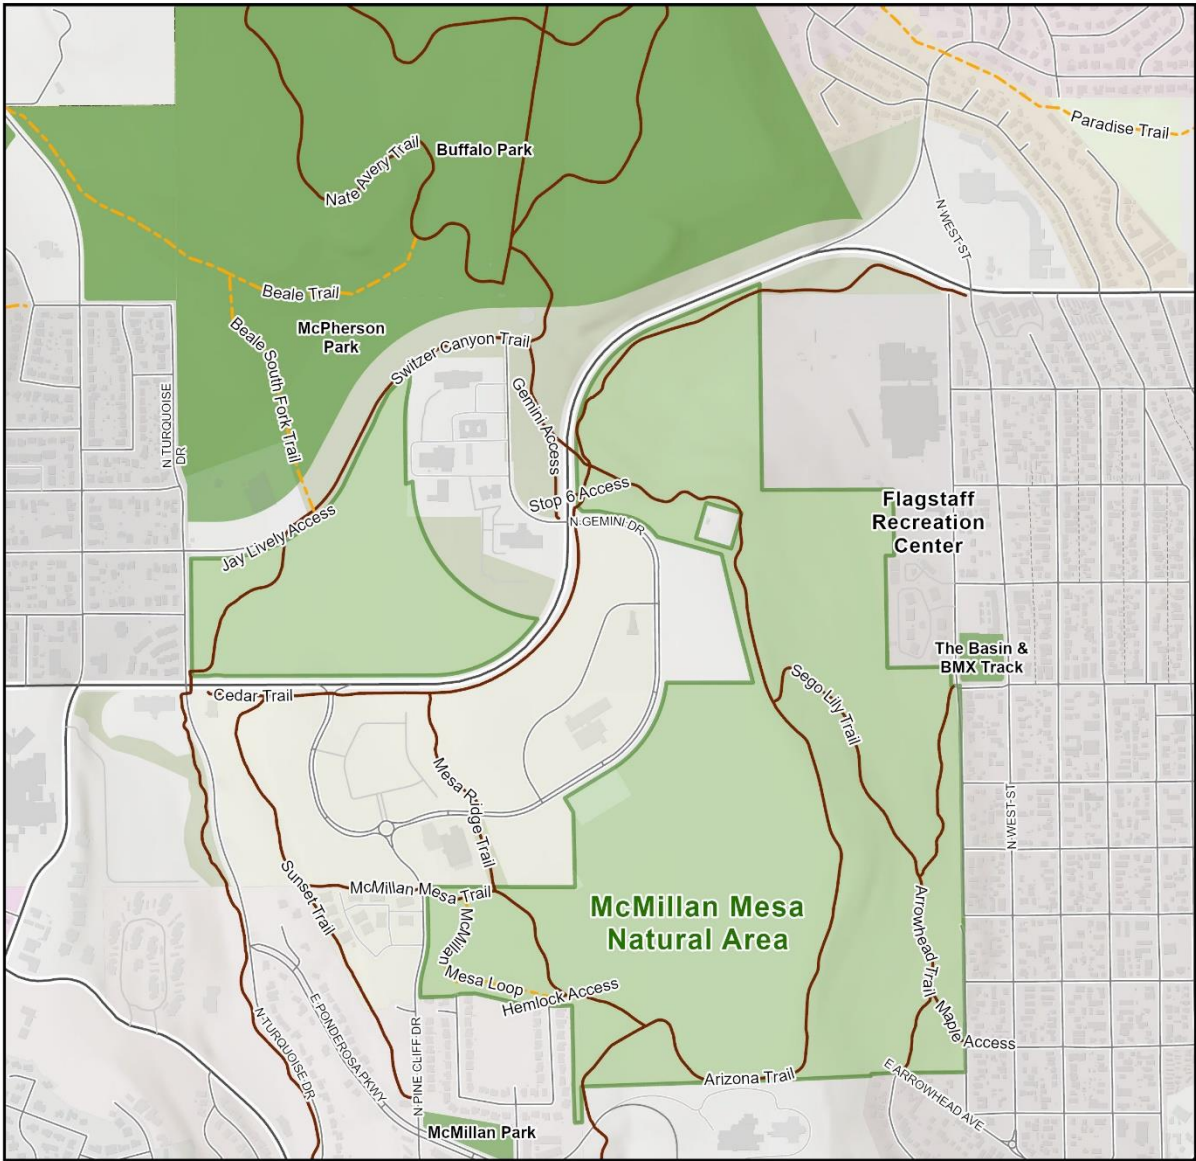 Paradise Trail
Nate Avery Trail
Buffalo Park
N WEST ST
Beale Trail
McPherson
Park
Beale South Fork Trail
Switzer Canyon Trail
N TURQUOISE
DR
Gemini Access
Stop 6 Access
N GEMINI DR
Jay Lively Access
Flagstaff
Recreation
Center
The Basin &
BMX Track
Cedar Trail
Sego Lily Trail
Mesa Ridge Trail
N WEST ST
Sunset Trail
McMillan Mesa Trail
McMillan Mesa
Natural Area
McMillan
Mesa Loop
Hemlock Access
Arrowhead Trail
Maple Access
N TURQUOISE DR
E PONDEROSA PKWY
N PINE CLIFF DR
Arizona Trail
E ARROWHEAD AVE
McMillan Park